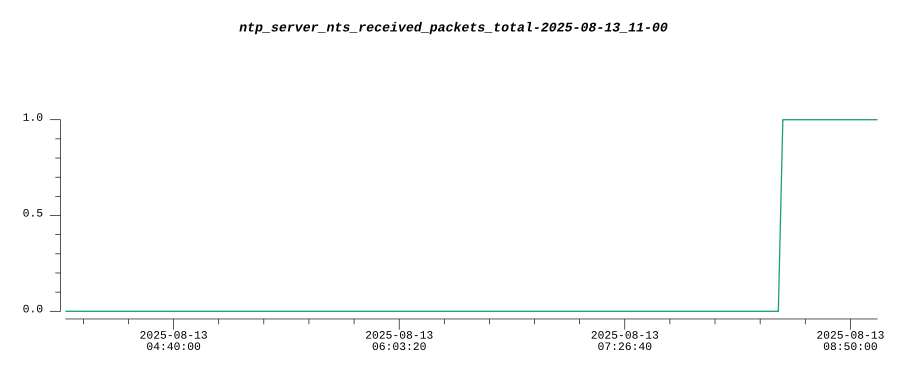 ntp_server_nts_received_packets_total-2025-08-13_11-00
1.0
0.5
0.0
2025-08-13 2025-08-13 2025-08-13 2025-08-13
04:40:00 06:03:20 07:26:40 08:50:00